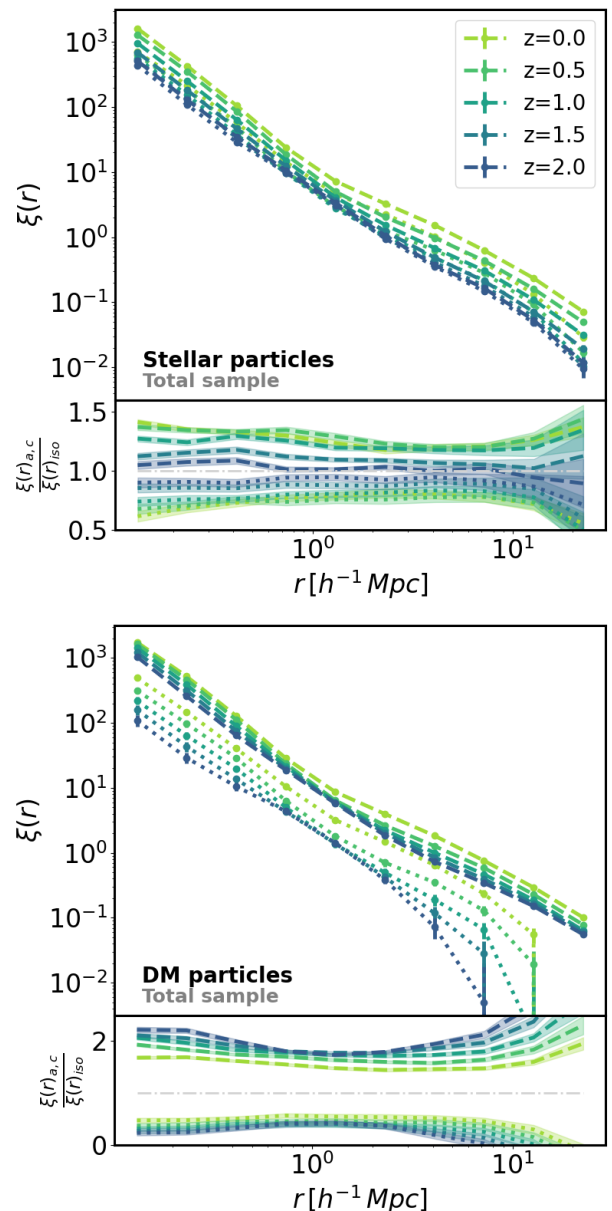 10³
10²
10¹
10⁰
10⁻¹
10⁻²
ξ(r)
z=0.0
z=0.5
z=1.0
z=1.5
z=2.0
Stellar particles
Total sample
1.5
1.0
0.5
ξ(r)a,c
ξ(r)iso
10⁰ 10¹
r [h⁻¹ Mpc]
10³
10²
10¹
10⁰
10⁻¹
10⁻²
ξ(r)
DM particles
Total sample
2
1
0
ξ(r)a,c
ξ(r)iso
10⁰ 10¹
r [h⁻¹ Mpc]